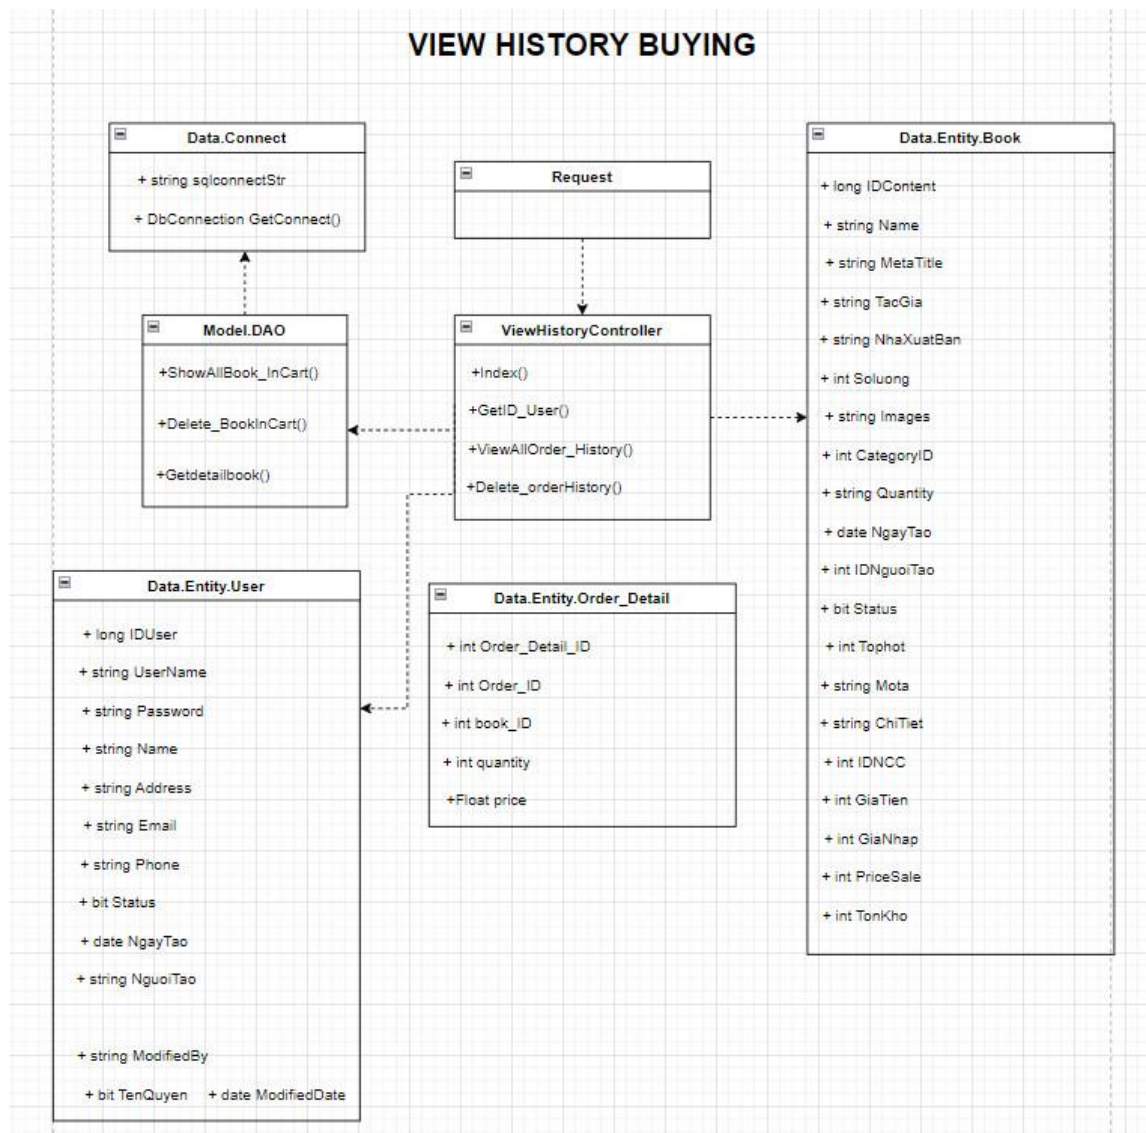 VIEW HISTORY BUYING
Data.Connect
+ string sqlconnectStr
+ DbConnection GetConnect()
Request
Model.DAO
+ShowAllBook_InCart()
+Delete_BookInCart()
+Getdetailbook()
ViewHistoryController
+Index()
+GetID_User()
+ViewAllOrder_History()
+Delete_orderHistory()
Data.Entity.Book
+ long IDContent
+ string Name
+ string MetaTitle
+ string TacGia
+ string NhaXuatBan
+ int Soluong
+ string Images
+ int CategoryID
+ string Quantity
+ date NgayTao
+ int IDNguoiTao
+ bit Status
+ int Tophot
+ string Mota
+ string ChiTiet
+ int IDNCC
+ int GiaTien
+ int GiaNhap
+ int PriceSale
+ int TonKho
Data.Entity.User
+ long IDUser
+ string UserName
+ string Password
+ string Name
+ string Address
+ string Email
+ string Phone
+ bit Status
+ date NgayTao
+ string NguoiTao
+ string ModifiedBy
+ bit TenQuyen + date ModifiedDate
Data.Entity.Order_Detail
+ int Order_Detail_ID
+ int Order_ID
+ int book_ID
+ int quantity
+Float price